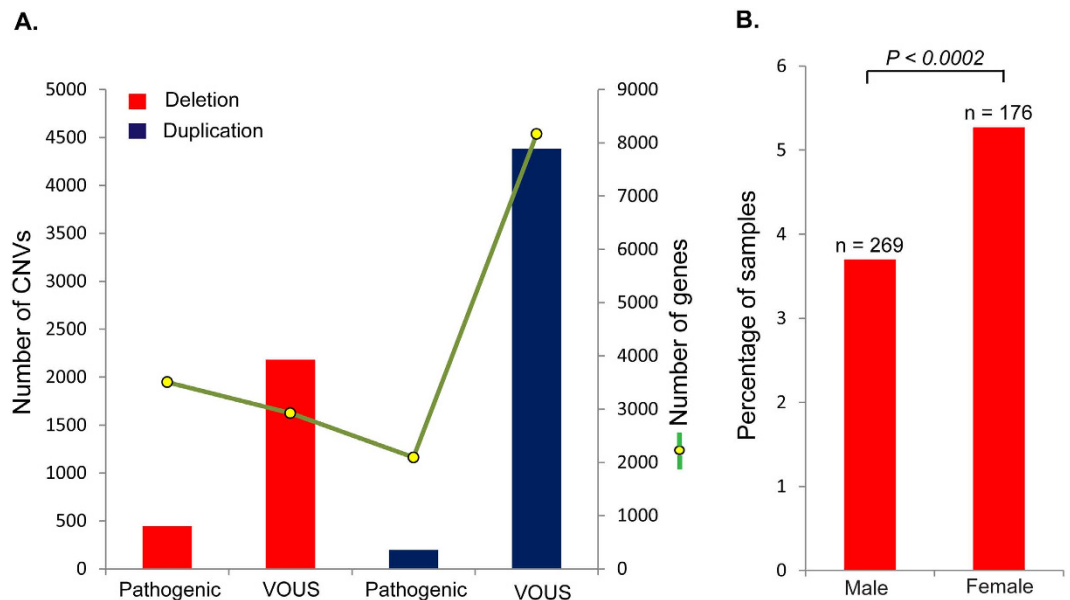 A.
Number of CNVs
5000
4500
4000
3500
3000
2500
2000
1500
1000
500
0
Deletion
Duplication
Pathogenic VOUS Pathogenic VOUS
9000
8000
7000
6000
5000
4000
3000
2000
1000
0
Number of genes
B.
Percentage of samples
6
5
4
3
2
1
0
P < 0.0002
n = 269
n = 176
Male Female